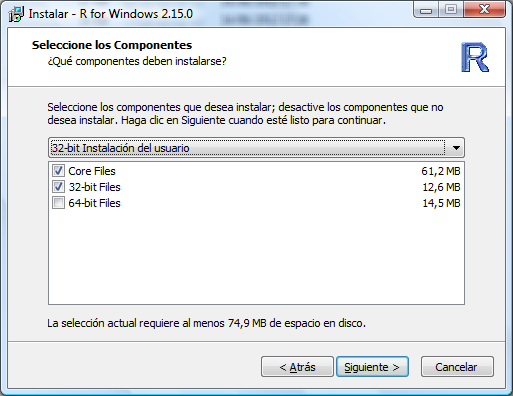 Instalar - R for Windows 2.15.0
Seleccione los Componentes
¿Qué componentes deben instalarse?
R
Seleccione los componentes que desea instalar; desactive los componentes que no
desea instalar. Haga clic en Siguiente cuando esté listo para continuar.
32-bit Instalación del usuario
Core Files 61,2 MB
32-bit Files 12,6 MB
64-bit Files 14,5 MB
La selección actual requiere al menos 74,9 MB de espacio en disco.
< Atrás Siguiente > Cancelar